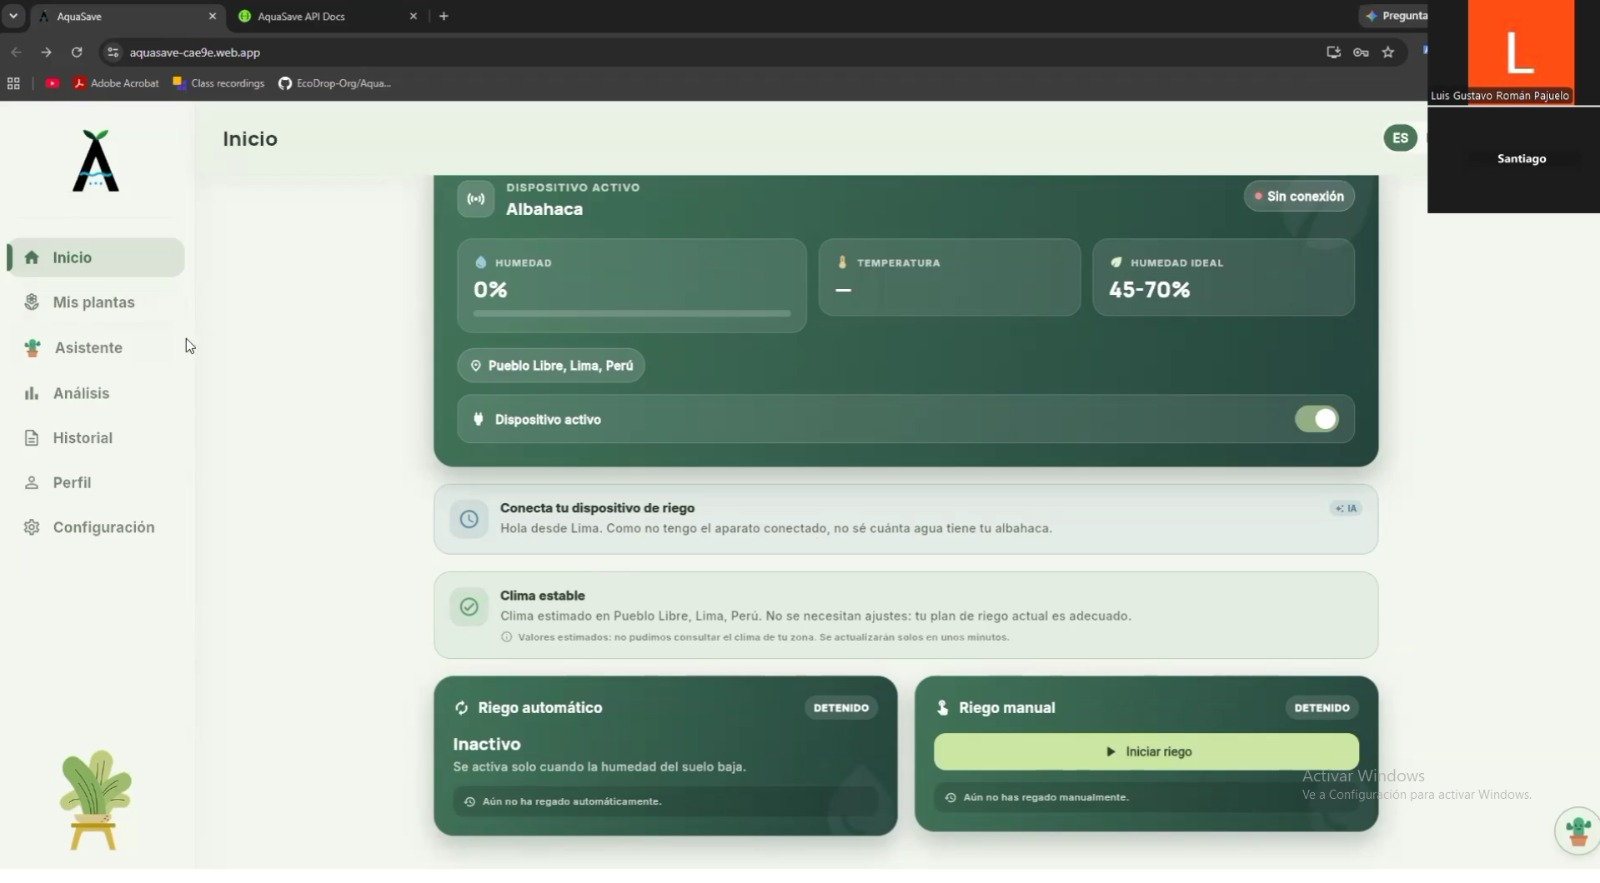 AquaSave
AquaSave API Docs
Pregunta
aquasave-cae9e.web.app
Adobe Acrobat
Class recordings
EcoDrop-Org/Aqua...
L
Luis Gustavo Román Pajuelo
Santiago
Inicio
ES
Inicio
Mis plantas
Asistente
Análisis
Historial
Perfil
Configuración
DISPOSITIVO ACTIVO
Albahaca
Sin conexión
HUMEDAD
0%
TEMPERATURA
—
HUMEDAD IDEAL
45-70%
Pueblo Libre, Lima, Perú
Dispositivo activo
Conecta tu dispositivo de riego
IA
Hola desde Lima. Como no tengo el aparato conectado, no sé cuánta agua tiene tu albahaca.
Clima estable
Clima estimado en Pueblo Libre, Lima, Perú. No se necesitan ajustes: tu plan de riego actual es adecuado.
Valores estimados: no pudimos consultar el clima de tu zona. Se actualizarán solos en unos minutos.
Riego automático
DETENIDO
Inactivo
Se activa solo cuando la humedad del suelo baja.
Aún no ha regado automáticamente.
Riego manual
DETENIDO
Iniciar riego
Aún no has regado manualmente.
Activar Windows
Ve a Configuración para activar Windows.